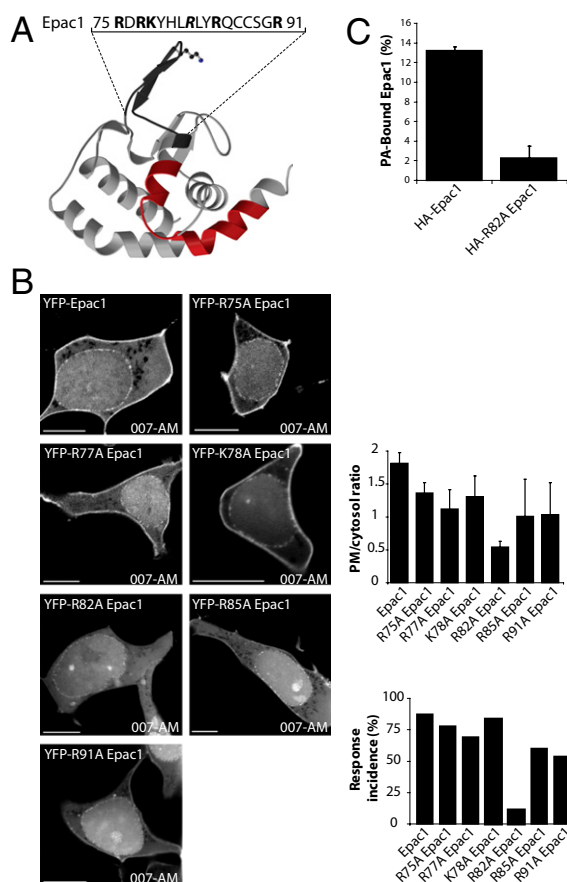 A
Epac1 75 RDRKYHLRLYRQCCSGR 91
C
PA-Bound Epac1 (%)
16
14
12
10
8
6
4
2
0
HA-Epac1
HA-R82A Epac1
B
YFP-Epac1
007-AM
YFP-R75A Epac1
007-AM
YFP-R77A Epac1
007-AM
YFP-K78A Epac1
007-AM
YFP-R82A Epac1
007-AM
YFP-R85A Epac1
007-AM
YFP-R91A Epac1
007-AM
PM/cytosol ratio
2
1.5
1
0.5
0
Epac1
R75A Epac1
R77A Epac1
K78A Epac1
R82A Epac1
R85A Epac1
R91A Epac1
Response
incidence (%)
100
75
50
25
0
Epac1
R75A Epac1
R77A Epac1
K78A Epac1
R82A Epac1
R85A Epac1
R91A Epac1